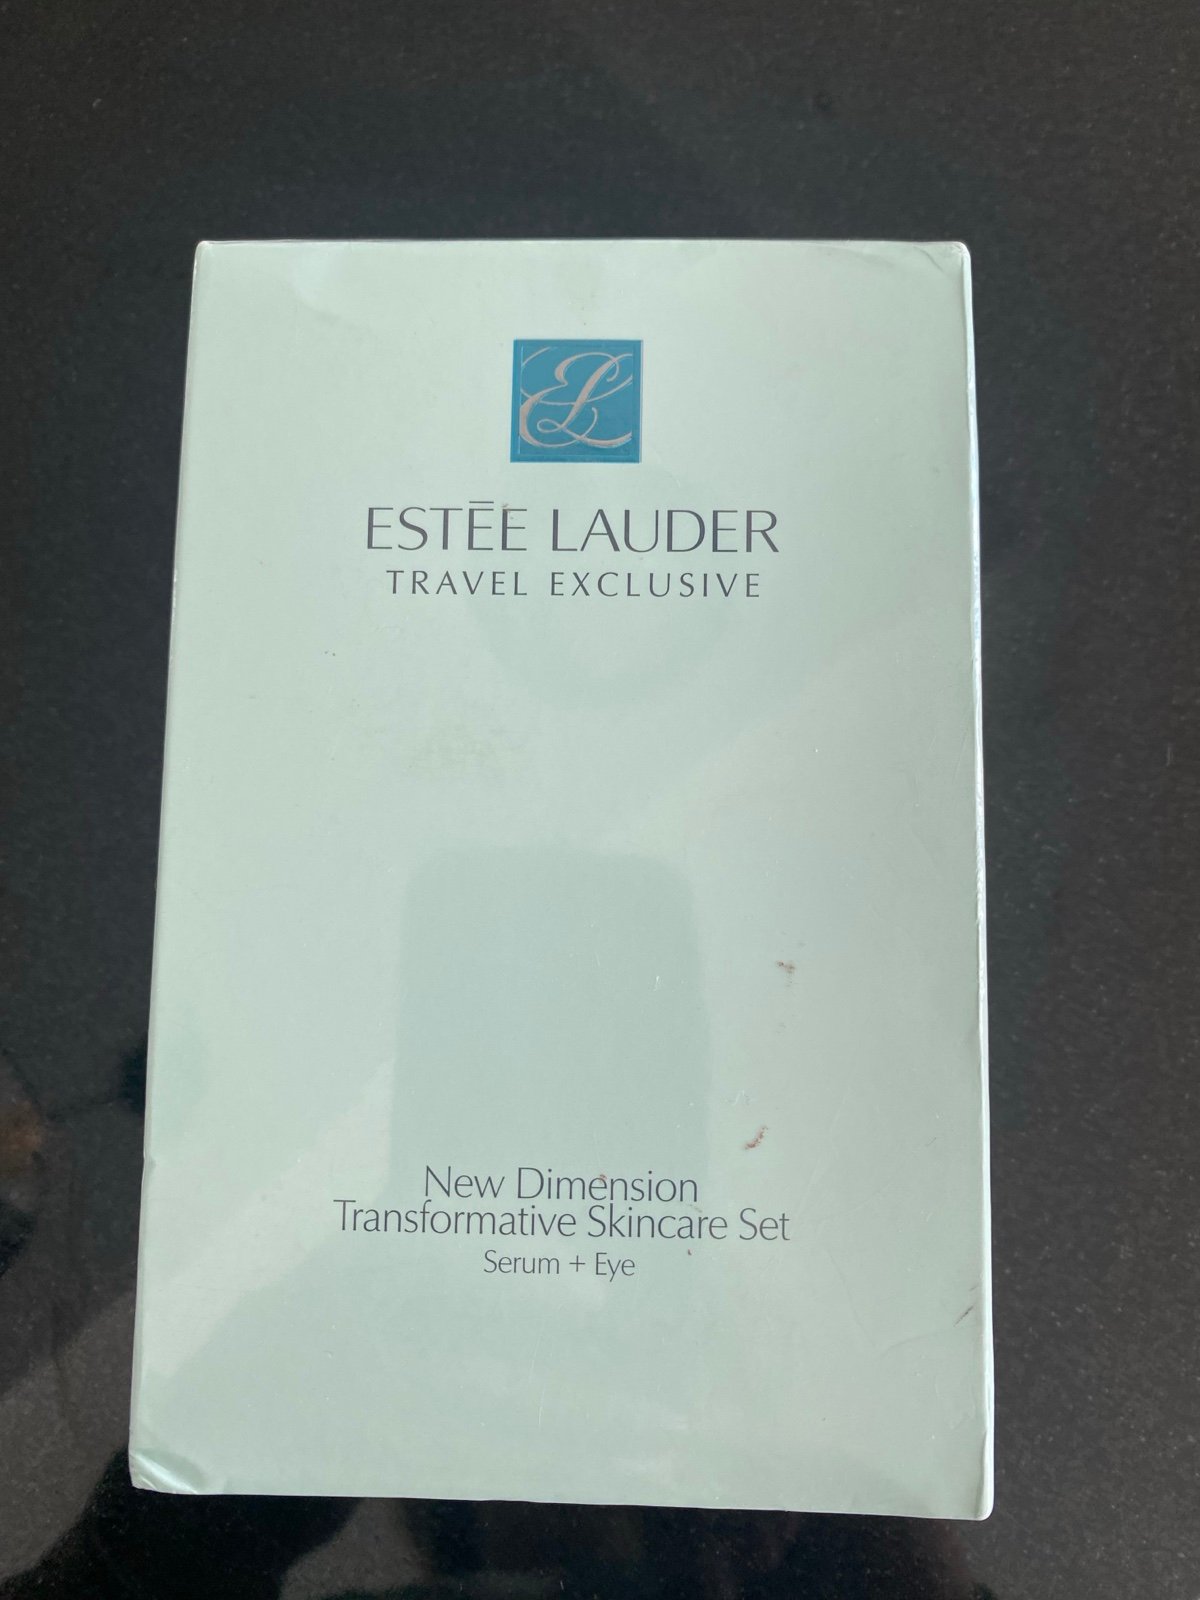 EL
ESTĒE LAUDER
TRAVEL EXCLUSIVE
New Dimension
Transformative Skincare Set
Serum + Eye